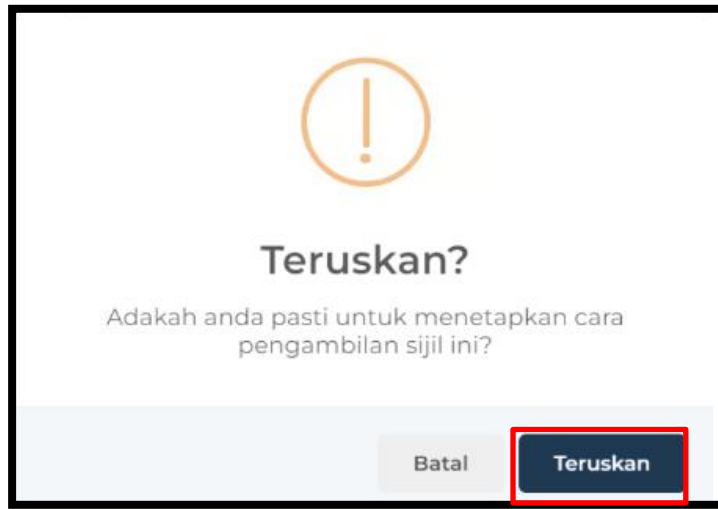 Teruskan?
Adakah anda pasti untuk menetapkan cara
pengambilan sijil ini?
Batal
Teruskan